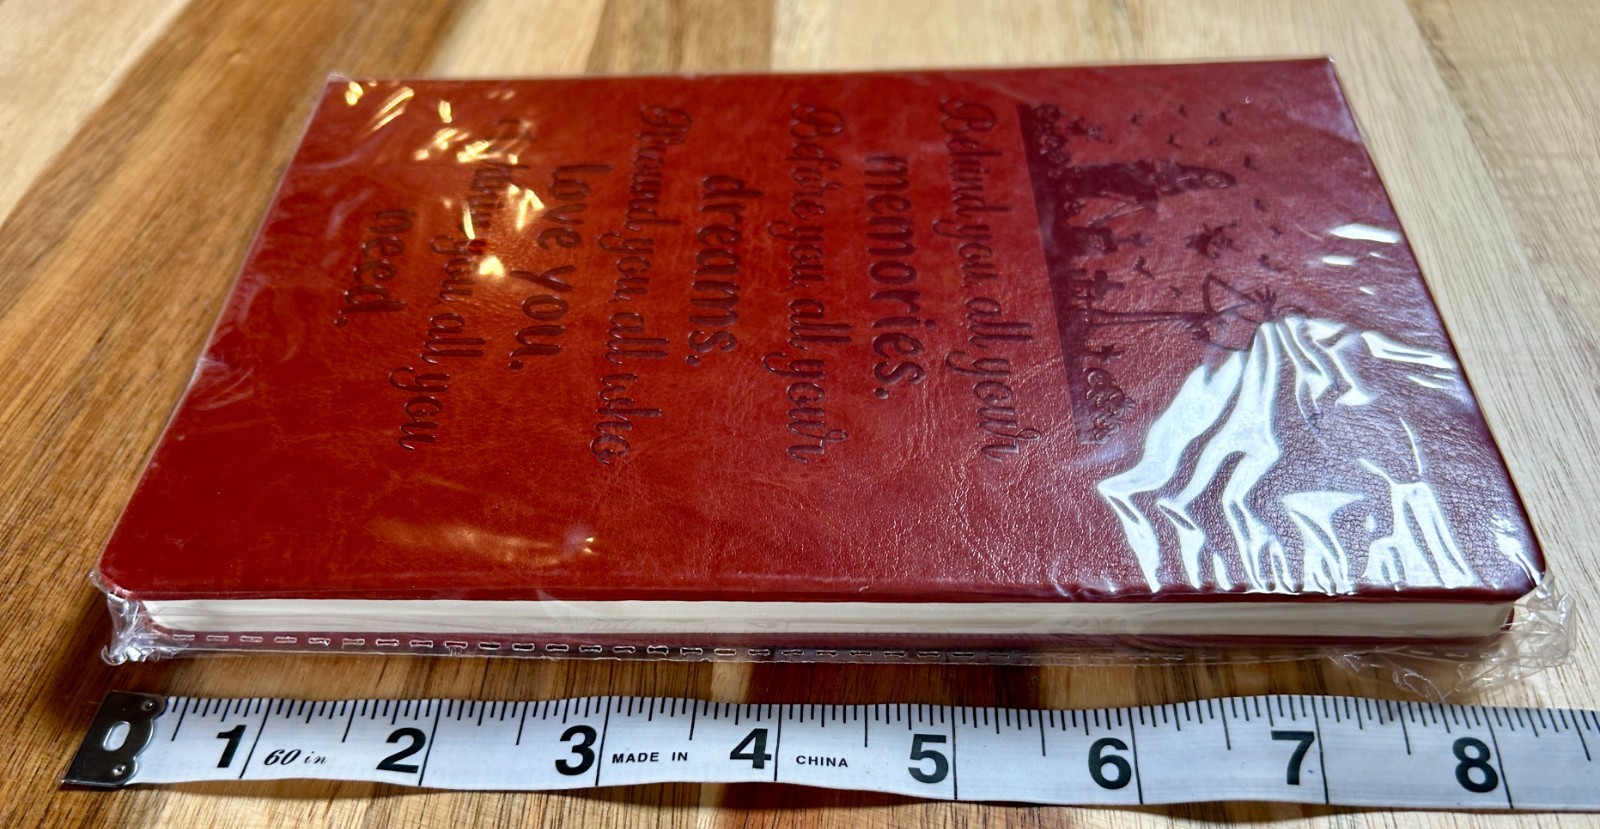 Behind you all your
memories.
Before you all your
dreams.
Around you all who
love you.
Within you all you
need.
1 60 in 2 3 MADE IN 4 CHINA 5 6 7 8